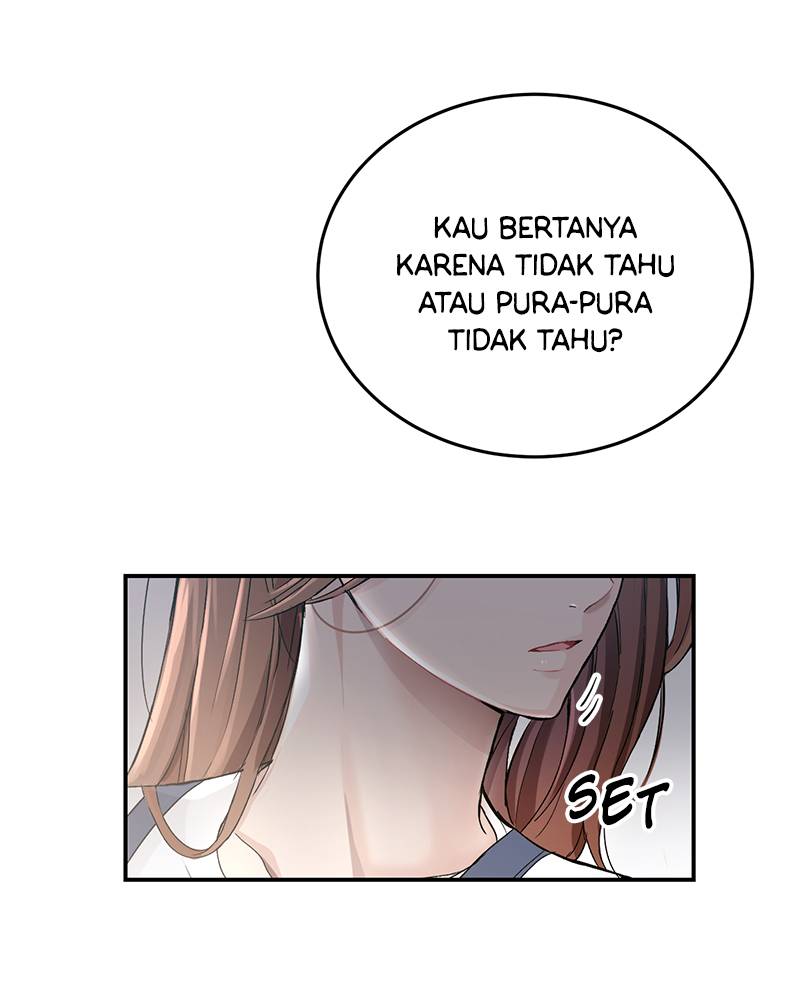 KAU BERTANYA
KARENA TIDAK TAHU
ATAU PURA-PURA
TIDAK TAHU?
SET